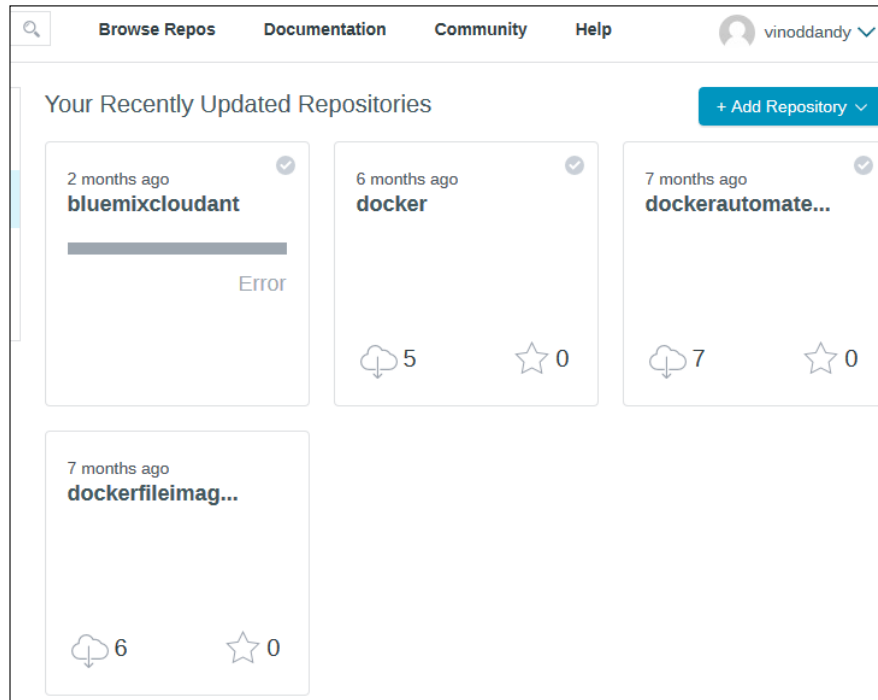 Browse Repos Documentation Community Help vinoddandy
Your Recently Updated Repositories
+ Add Repository
2 months ago
bluemixcloudant
Error
6 months ago
docker
5 0
7 months ago
dockerautomate...
7 0
7 months ago
dockerfileimag...
6 0